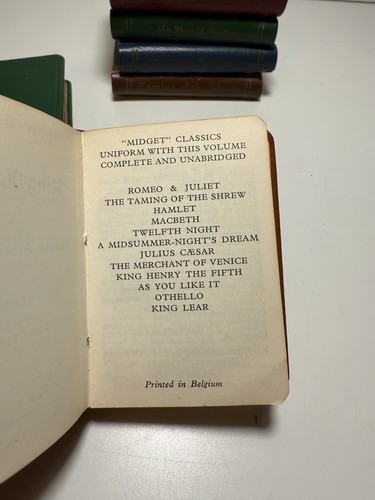 "MIDGET" CLASSICS
UNIFORM WITH THIS VOLUME
COMPLETE AND UNABRIDGED
ROMEO & JULIET
THE TAMING OF THE SHREW
HAMLET
MACBETH
TWELFTH NIGHT
A MIDSUMMER-NIGHT'S DREAM
JULIUS CÆSAR
THE MERCHANT OF VENICE
KING HENRY THE FIFTH
AS YOU LIKE IT
OTHELLO
KING LEAR
Printed in Belgium